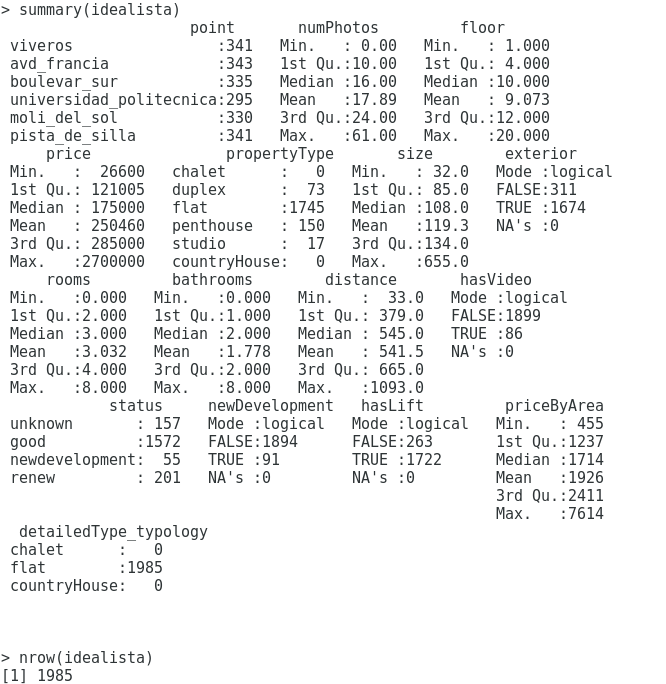 > summary(idealista)
                    point       numPhotos         floor
 viveros                :341   Min.   : 0.00   Min.   : 1.000
 avd_francia            :343   1st Qu.:10.00   1st Qu.: 4.000
 boulevar_sur           :335   Median :16.00   Median :10.000
 universidad_politecnica:295   Mean   :17.89   Mean   : 9.073
 moli_del_sol           :330   3rd Qu.:24.00   3rd Qu.:12.000
 pista_de_silla         :341   Max.   :61.00   Max.   :20.000
     price               propertyType       size        exterior
 Min.   :  26600   chalet      :   0   Min.   : 32.0   Mode :logical
 1st Qu.: 121005   duplex      :  73   1st Qu.: 85.0   FALSE:311
 Median : 175000   flat        :1745   Median :108.0   TRUE :1674
 Mean   : 250460   penthouse   : 150   Mean   :119.3   NA's :0
 3rd Qu.: 285000   studio      :  17   3rd Qu.:134.0
 Max.   :2700000   countryHouse:   0   Max.   :655.0
     rooms         bathrooms        distance       hasVideo
 Min.   :0.000   Min.   :0.000   Min.   :  33.0   Mode :logical
 1st Qu.:2.000   1st Qu.:1.000   1st Qu.: 379.0   FALSE:1899
 Median :3.000   Median :2.000   Median : 545.0   TRUE :86
 Mean   :3.032   Mean   :1.778   Mean   : 541.5   NA's :0
 3rd Qu.:4.000   3rd Qu.:2.000   3rd Qu.: 665.0
 Max.   :8.000   Max.   :8.000   Max.   :1093.0
            status     newDevelopment   hasLift         priceByArea
 unknown       : 157   Mode :logical   Mode :logical   Min.   : 455
 good          :1572   FALSE:1894      FALSE:263       1st Qu.:1237
 newdevelopment:  55   TRUE :91        TRUE :1722      Median :1714
 renew         : 201   NA's :0         NA's :0         Mean   :1926
                                                       3rd Qu.:2411
                                                       Max.   :7614
  detailedType_typology
 chalet      :   0
 flat        :1985
 countryHouse:   0
> nrow(idealista)
[1] 1985